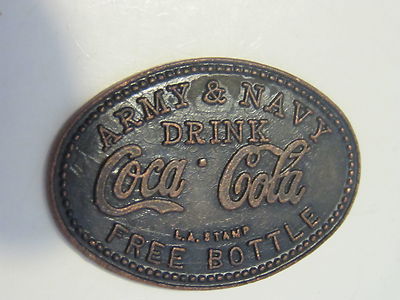 ARMY & NAVY
DRINK
Coca·Cola
L.A. STAMP
FREE BOTTLE